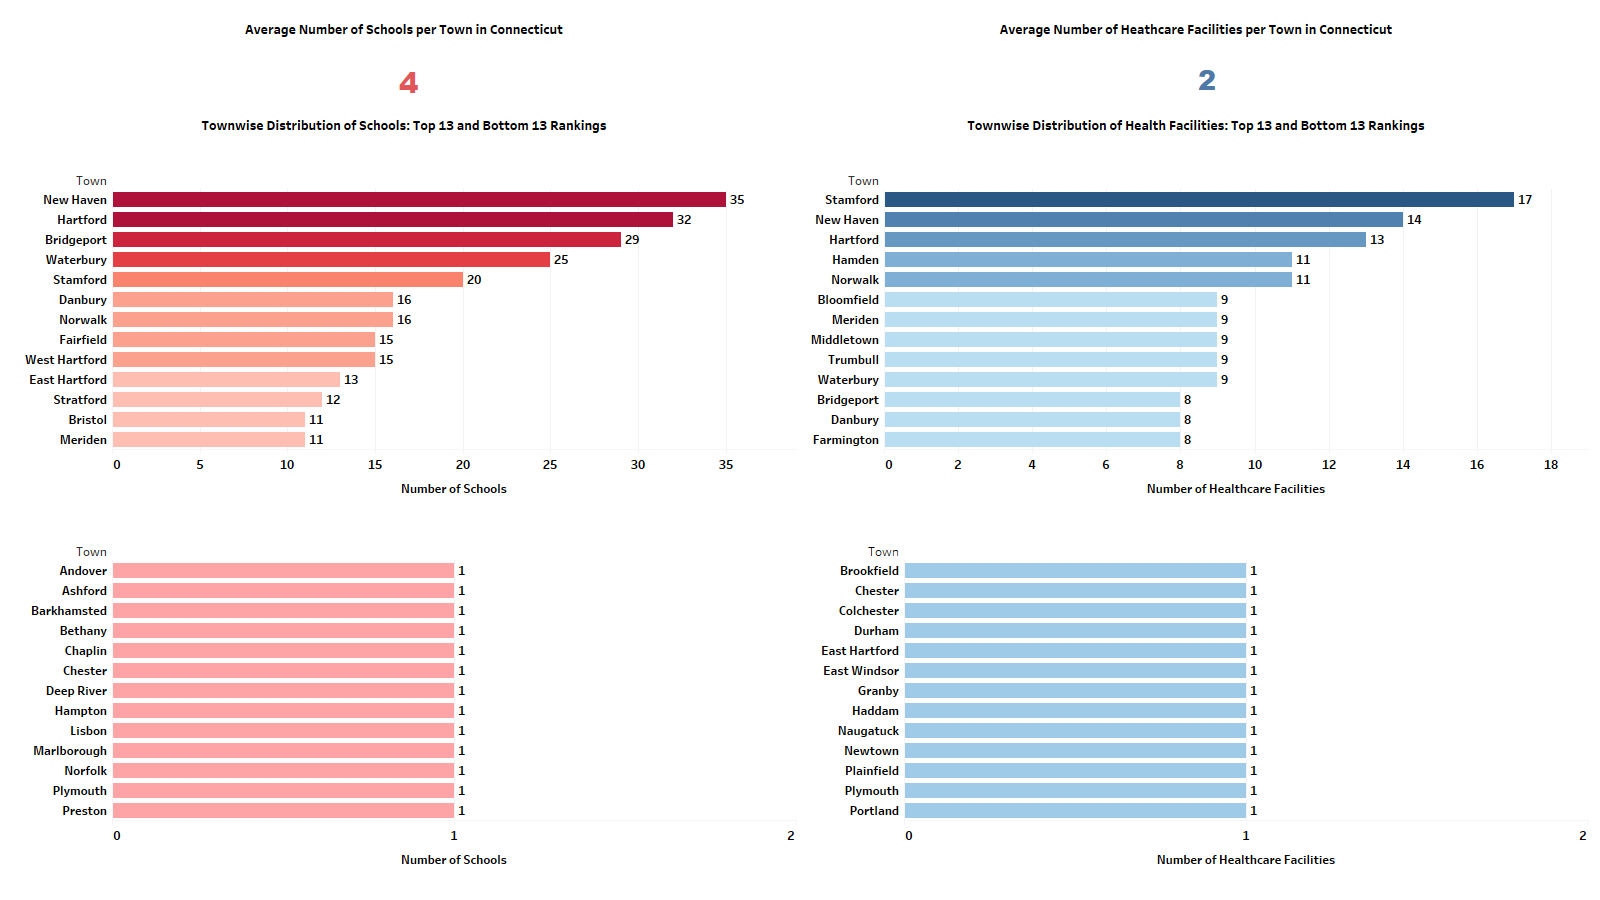 Average Number of Schools per Town in Connecticut
4
Townwise Distribution of Schools: Top 13 and Bottom 13 Rankings
Town
New Haven 35
Hartford 32
Bridgeport 29
Waterbury 25
Stamford 20
Danbury 16
Norwalk 16
Fairfield 15
West Hartford 15
East Hartford 13
Stratford 12
Bristol 11
Meriden 11
0 5 10 15 20 25 30 35
Number of Schools
Town
Andover 1
Ashford 1
Barkhamsted 1
Bethany 1
Chaplin 1
Chester 1
Deep River 1
Hampton 1
Lisbon 1
Marlborough 1
Norfolk 1
Plymouth 1
Preston 1
0 1 2
Number of Schools
Average Number of Heathcare Facilities per Town in Connecticut
2
Townwise Distribution of Health Facilities: Top 13 and Bottom 13 Rankings
Town
Stamford 17
New Haven 14
Hartford 13
Hamden 11
Norwalk 11
Bloomfield 9
Meriden 9
Middletown 9
Trumbull 9
Waterbury 9
Bridgeport 8
Danbury 8
Farmington 8
0 2 4 6 8 10 12 14 16 18
Number of Healthcare Facilities
Town
Brookfield 1
Chester 1
Colchester 1
Durham 1
East Hartford 1
East Windsor 1
Granby 1
Haddam 1
Naugatuck 1
Newtown 1
Plainfield 1
Plymouth 1
Portland 1
0 1 2
Number of Healthcare Facilities